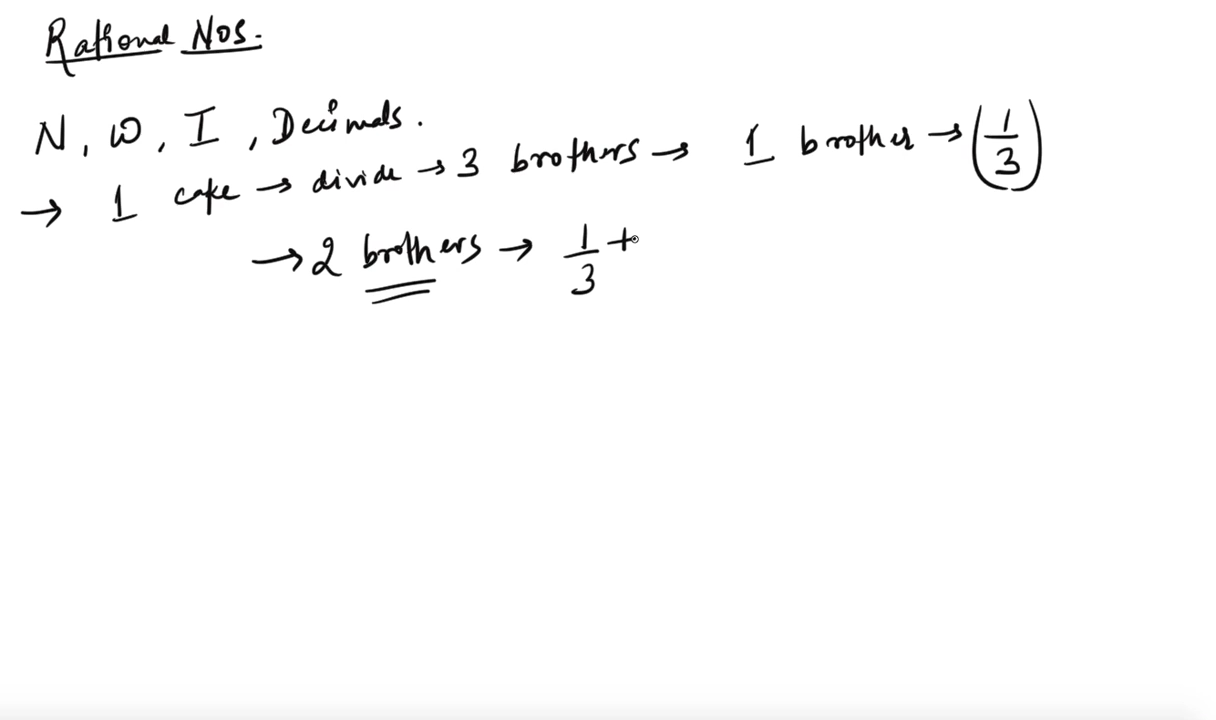 Rational Nos.
N, W, I, Decimals.
→ 1 cake → divide → 3 brothers → 1 brother → (1/3)
→ 2 brothers → 1/3 +